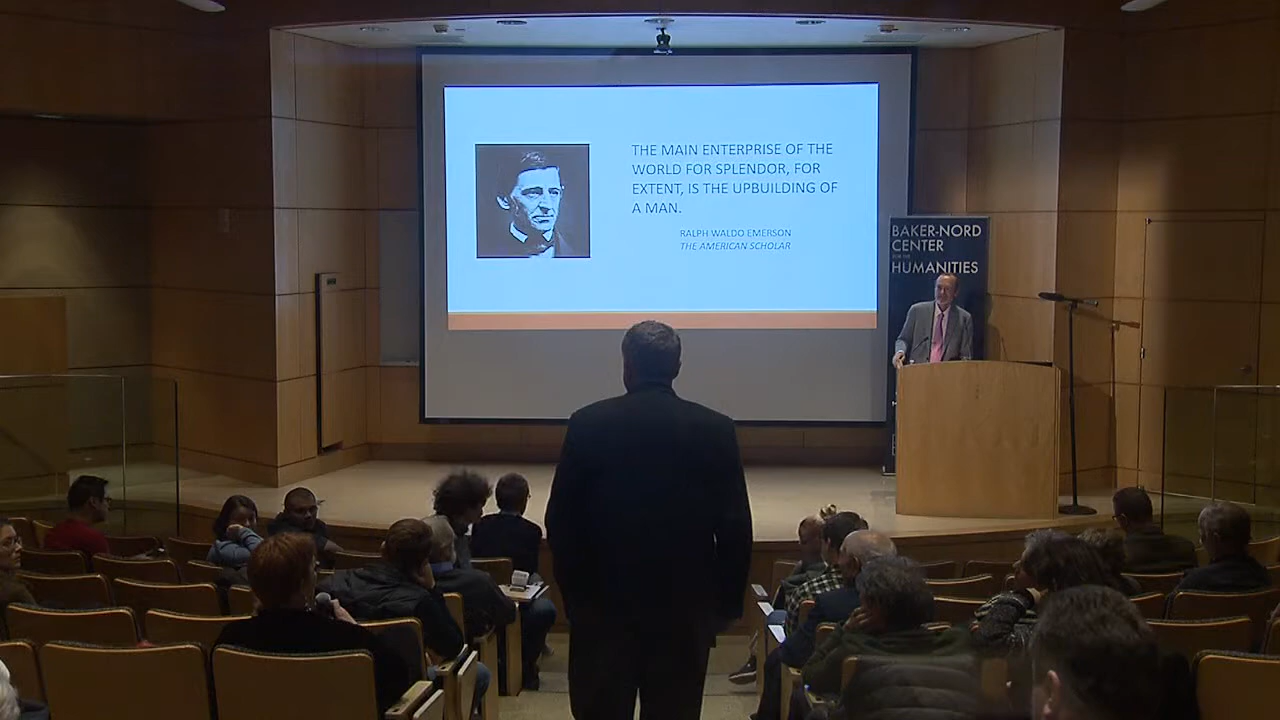 THE MAIN ENTERPRISE OF THE
WORLD FOR SPLENDOR, FOR
EXTENT, IS THE UPBUILDING OF
A MAN.
RALPH WALDO EMERSON
THE AMERICAN SCHOLAR
BAKER-NORD
CENTER
FOR THE
HUMANITIES